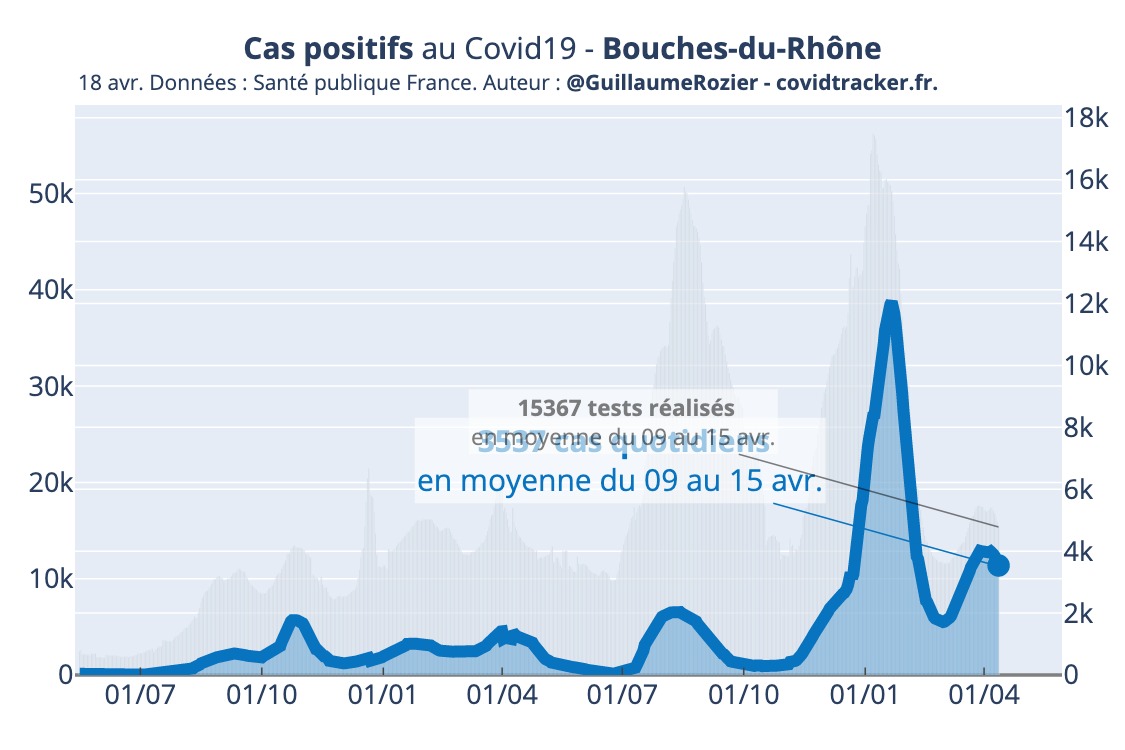 Cas positifs au Covid19 - Bouches-du-Rhône
18 avr. Données : Santé publique France. Auteur : @GuillaumeRozier - covidtracker.fr.
18k
16k
50k
14k
40k
12k
10k
30k
15367 tests réalisés
8k
en moyenne du 09 au 15 avr.
3537 cas quotidiens
en moyenne du 09 au 15 avr.
20k
6k
4k
10k
2k
0
0
01/07 01/10 01/01 01/04 01/07 01/10 01/01 01/04